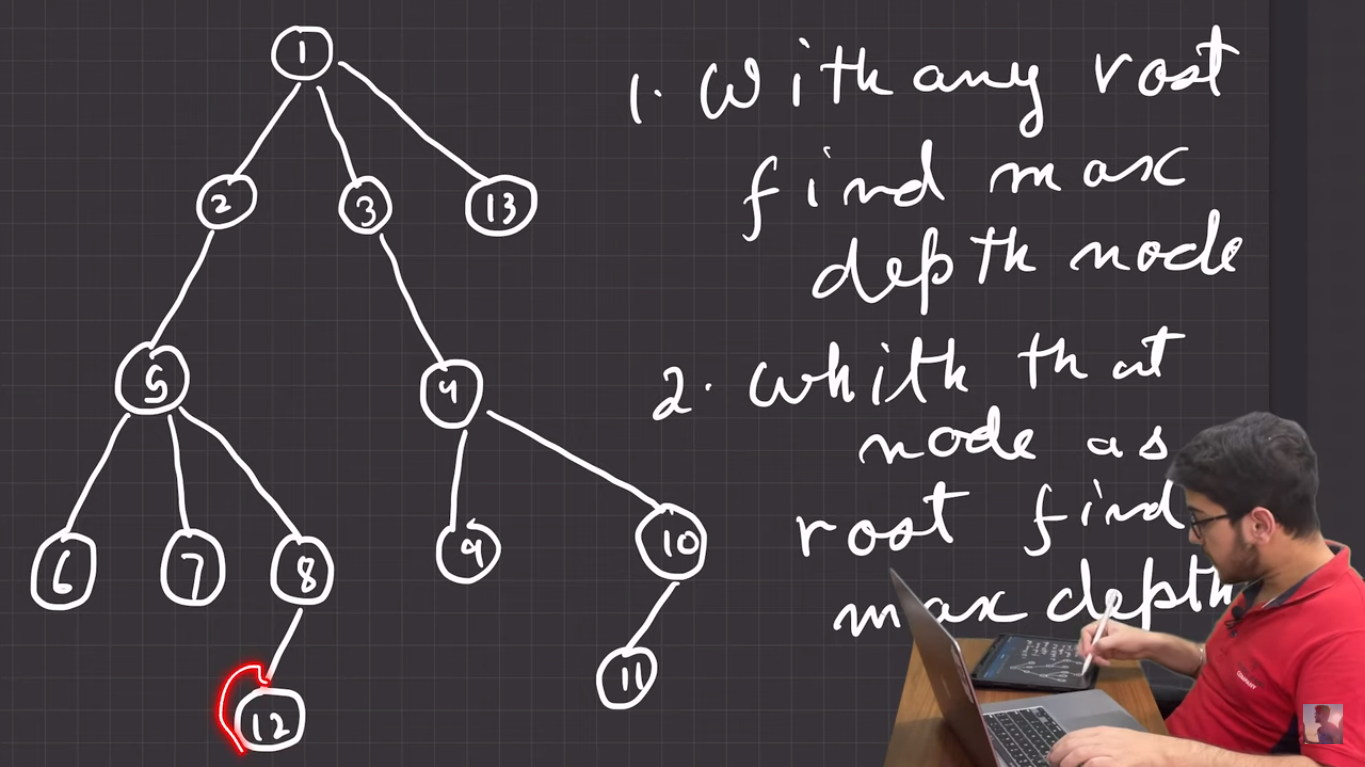 1
2
3
13
5
4
6
7
8
9
10
12
11
1. With any root
find max
depth node
2. Whith that
node as
root find
max depth
COMPANY